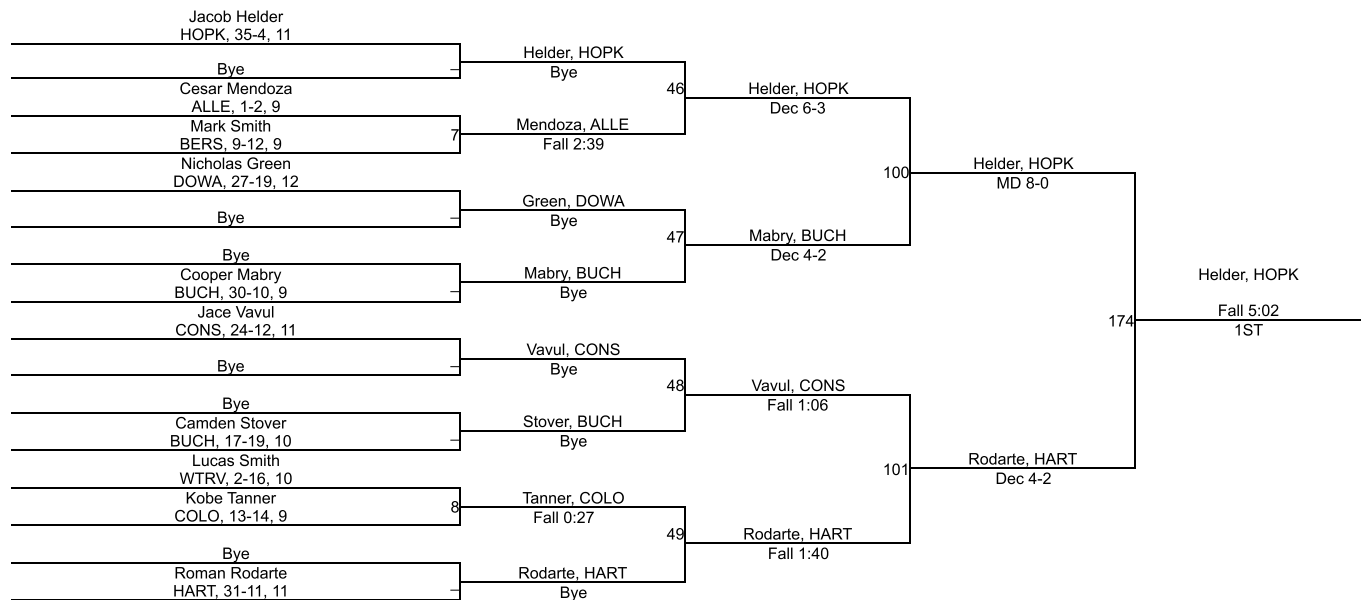 Jacob Helder
HOPK, 35-4, 11
Bye
Cesar Mendoza
ALLE, 1-2, 9
Mark Smith
BERS, 9-12, 9
7
Nicholas Green
DOWA, 27-19, 12
Bye
Bye
Cooper Mabry
BUCH, 30-10, 9
Jace Vavul
CONS, 24-12, 11
Bye
Bye
Camden Stover
BUCH, 17-19, 10
Lucas Smith
WTRV, 2-16, 10
Kobe Tanner
COLO, 13-14, 9
8
Bye
Roman Rodarte
HART, 31-11, 11
Helder, HOPK
Bye
46
Mendoza, ALLE
Fall 2:39
Green, DOWA
Bye
47
Mabry, BUCH
Bye
Vavul, CONS
Bye
48
Stover, BUCH
Bye
Tanner, COLO
Fall 0:27
49
Rodarte, HART
Bye
Helder, HOPK
Dec 6-3
100
Mabry, BUCH
Dec 4-2
Vavul, CONS
Fall 1:06
101
Rodarte, HART
Fall 1:40
Helder, HOPK
MD 8-0
174
Rodarte, HART
Dec 4-2
Helder, HOPK
Fall 5:02
1ST